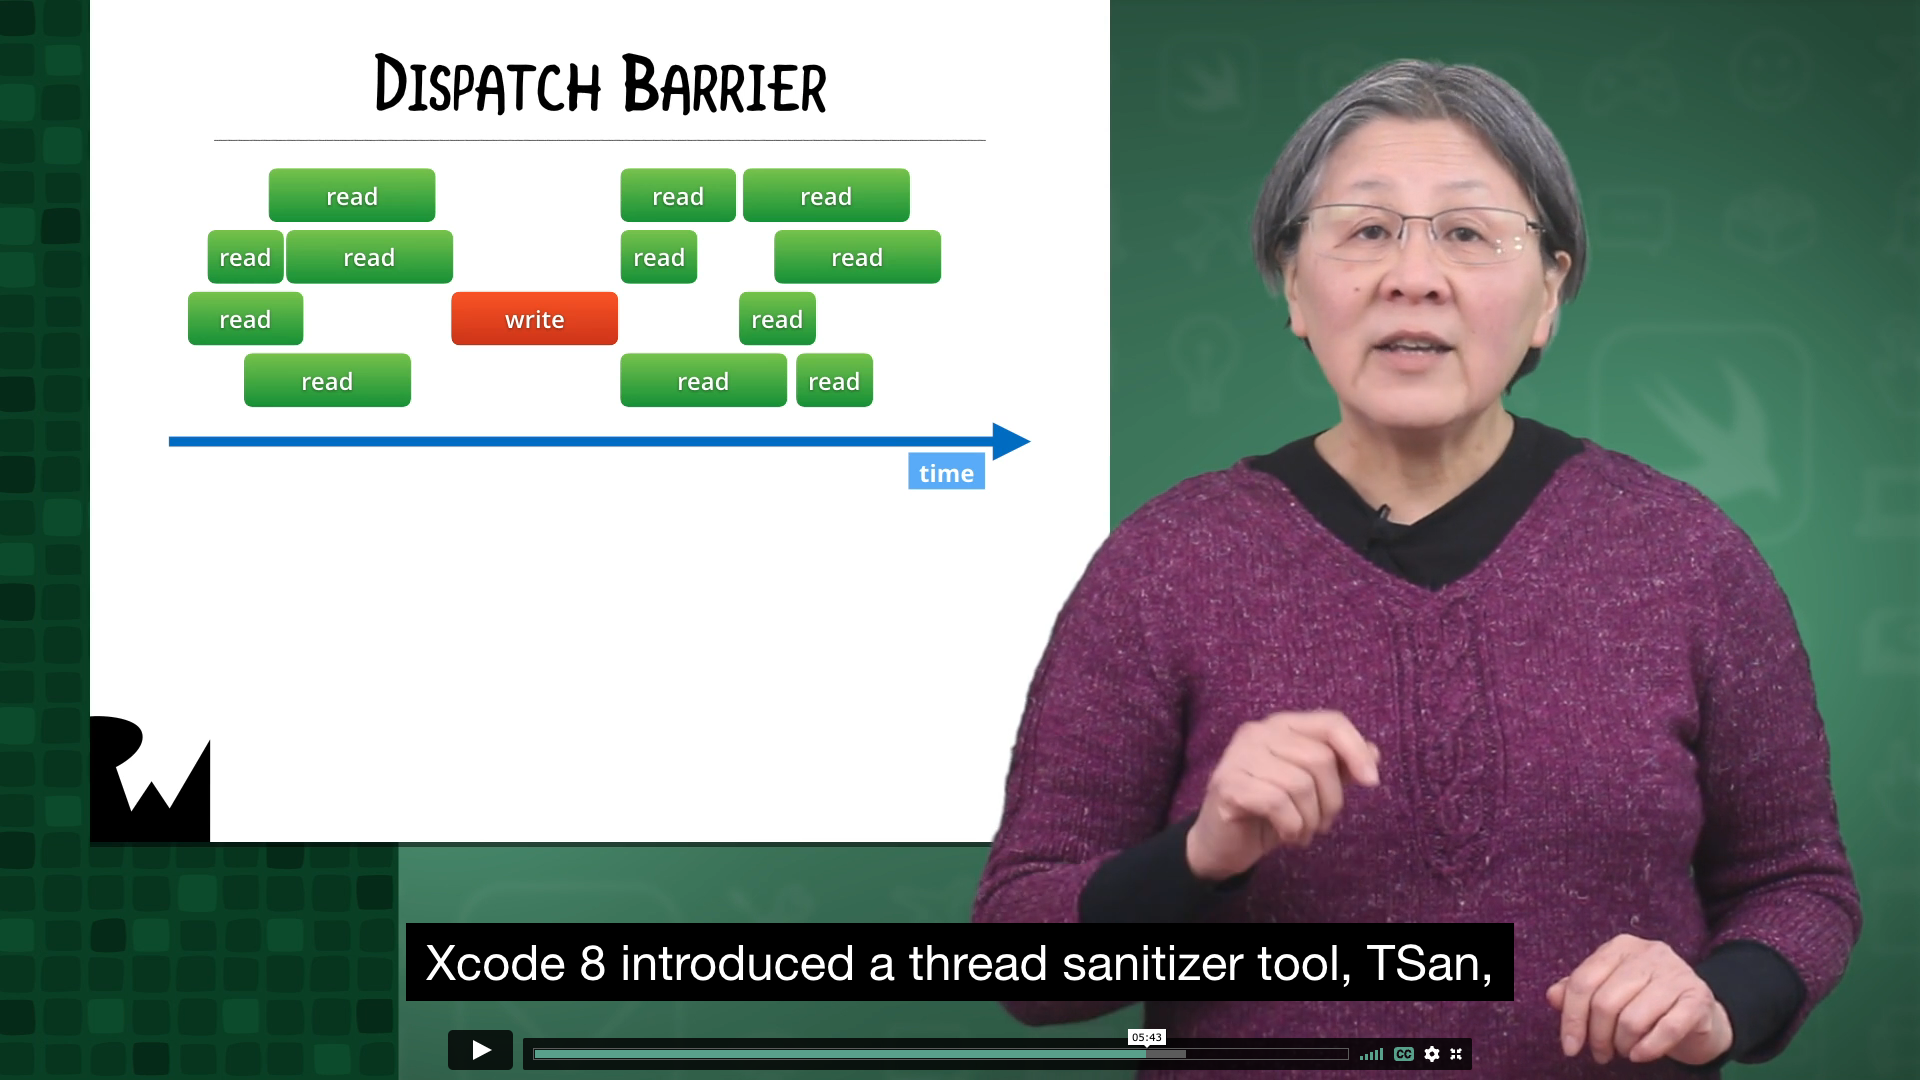 DISPATCH BARRIER
read read read
read read read read
read write read
read read read
time
RW
Xcode 8 introduced a thread sanitizer tool, TSan,
05:43
CC